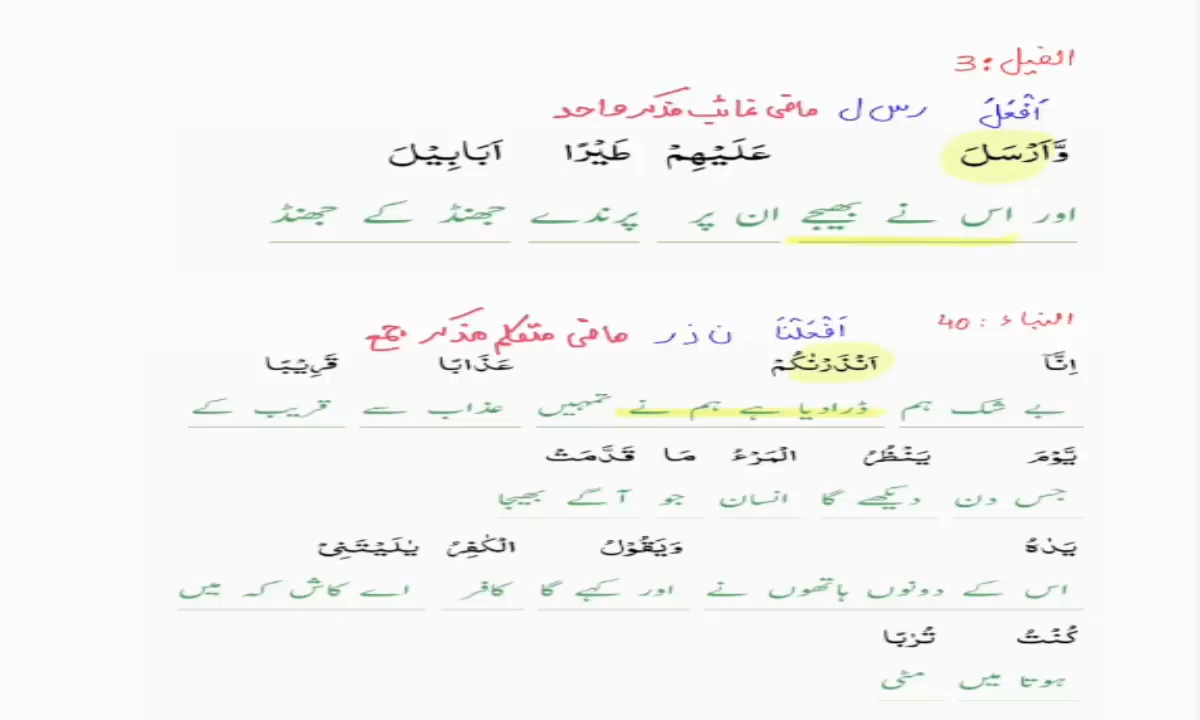 الفیل : 3
اَفْعَلَ رس ل ماضی غائب مذکر واحد
وَّاَرْسَلَ عَلَيْهِمْ طَيْرًا اَبَابِيْلَ
اور اس نے بھیجے ان پر پرندے جھنڈ کے جھنڈ
النباء : 40
اَفْعَلْنَا ن ذ ر ماضی متکلم مذکر جمع
اِنَّاۤ اَنْذَرْنٰكُمْ عَذَابًا قَرِيْبًا
بے شک ہم ڈرادیا ہے ہم نے تمہیں عذاب سے قریب کے
يَّوْمَ يَنْظُرُ الْمَرْءُ مَا قَدَّمَتْ
جس دن دیکھے گا انسان جو آگے بھیجا
يَدٰهُ وَيَقُوْلُ الْكٰفِرُ يٰلَيْتَنِيْ
اس کے دونوں ہاتھوں نے اور کہے گا کافر اے کاش کہ میں
كُنْتُ تُرٰبًا
ہوتا میں مٹی